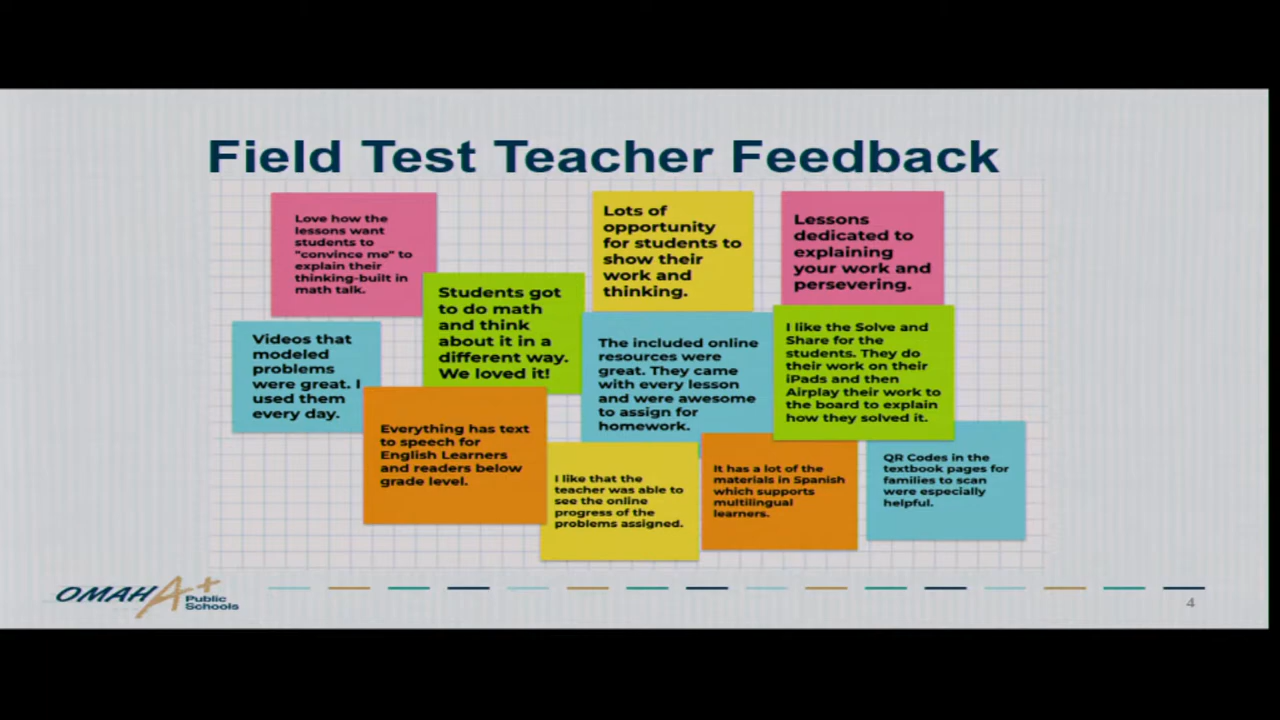 Field Test Teacher Feedback
Love how the
lessons want
students to
"convince me" to
explain their
thinking-built in
math talk.
Students got
to do math
and think
about it in a
different way.
We loved it!
Lots of
opportunity
for students to
show their
work and
thinking.
Lessons
dedicated to
explaining
your work and
persevering.
Videos that
modeled
problems
were great. I
used them
every day.
The included online
resources were
great. They came
with every lesson
and were awesome
to assign for
homework.
I like the Solve and
Share for the
students. They do
their work on their
iPads and then
Airplay their work to
the board to explain
how they solved it.
Everything has text
to speech for
English Learners
and readers below
grade level.
I like that the
teacher was able to
see the online
progress of the
problems assigned.
It has a lot of the
materials in Spanish
which supports
multilingual
learners.
QR Codes in the
textbook pages for
families to scan
were especially
helpful.
OMAHA+
Public
Schools
4